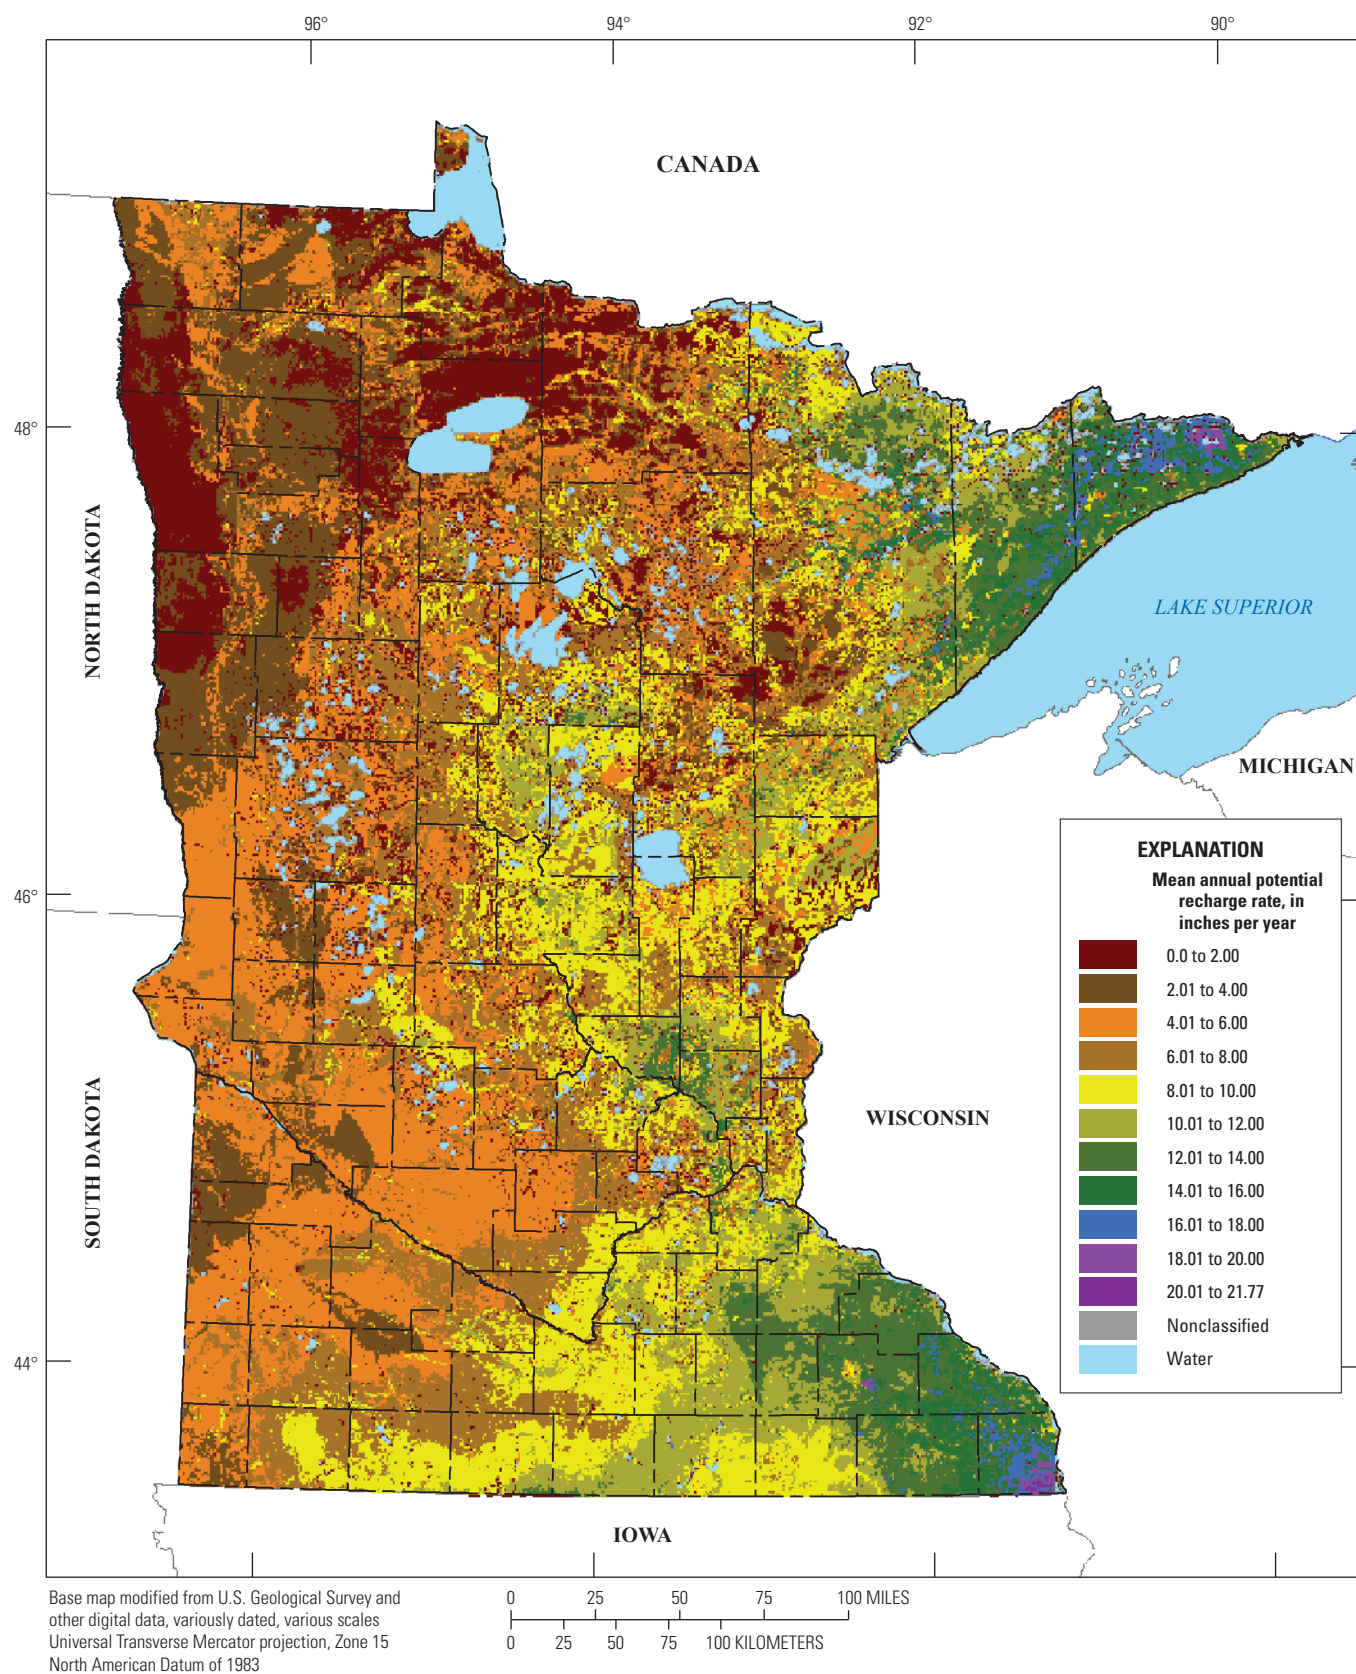 96°
94°
92°
90°
CANADA
48°
NORTH DAKOTA
LAKE SUPERIOR
MICHIGAN
EXPLANATION
Mean annual potential
recharge rate, in
inches per year
0.0 to 2.00
2.01 to 4.00
4.01 to 6.00
6.01 to 8.00
8.01 to 10.00
10.01 to 12.00
12.01 to 14.00
14.01 to 16.00
16.01 to 18.00
18.01 to 20.00
20.01 to 21.77
Nonclassified
Water
46°
SOUTH DAKOTA
WISCONSIN
44°
IOWA
Base map modified from U.S. Geological Survey and
other digital data, variously dated, various scales
Universal Transverse Mercator projection, Zone 15
North American Datum of 1983
0 25 50 75 100 MILES
0 25 50 75 100 KILOMETERS